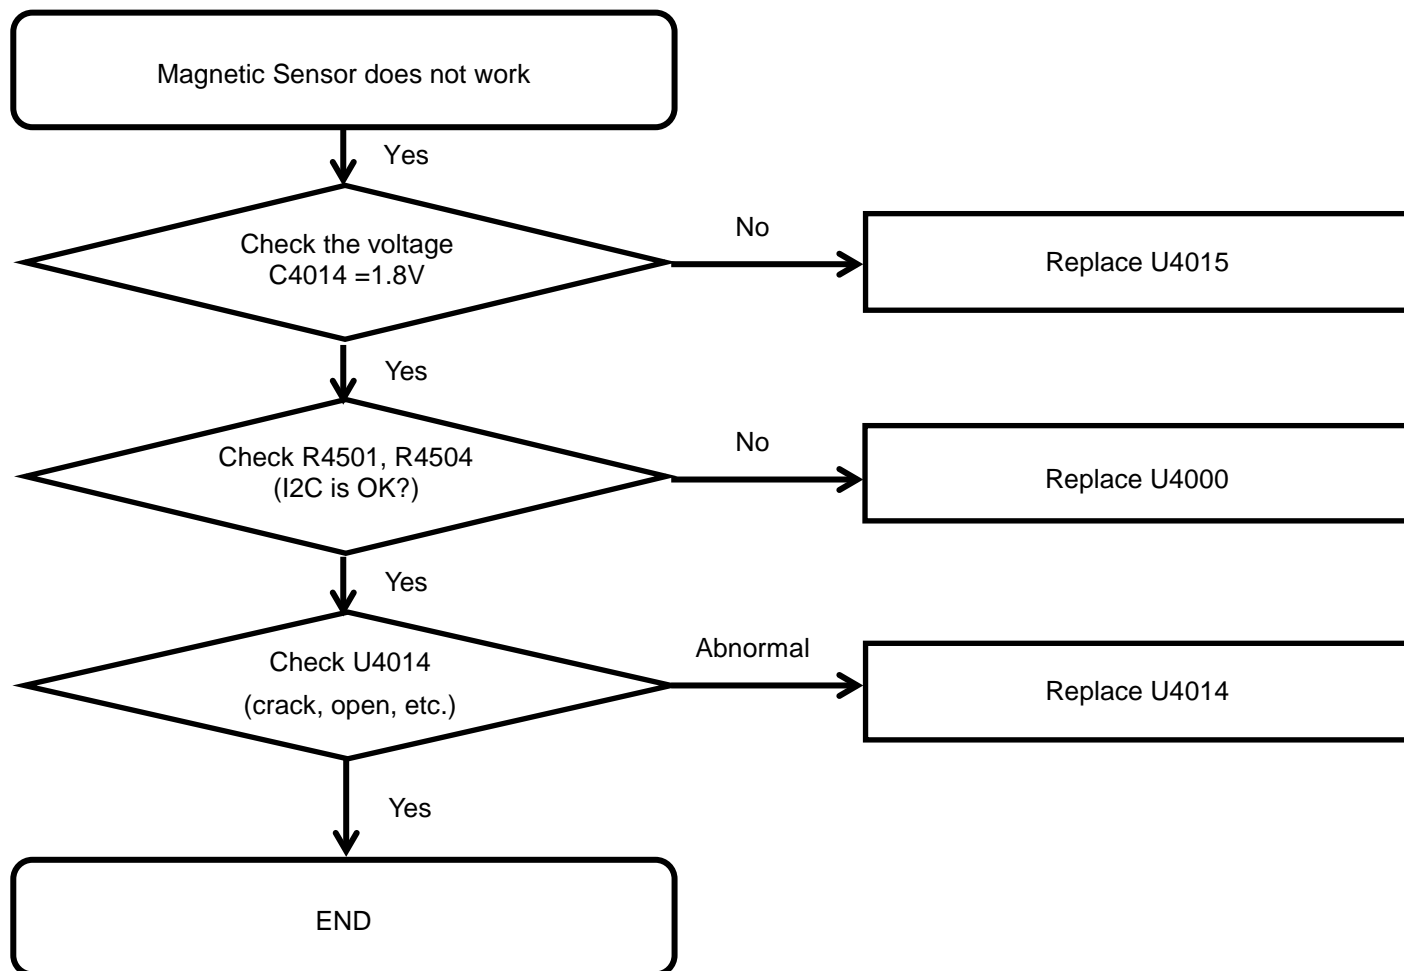 Magnetic Sensor does not work
Yes
Check the voltage
C4014 =1.8V
No
Replace U4015
Yes
Check R4501, R4504
(I2C is OK?)
No
Replace U4000
Yes
Check U4014
(crack, open, etc.)
Abnormal
Replace U4014
Yes
END